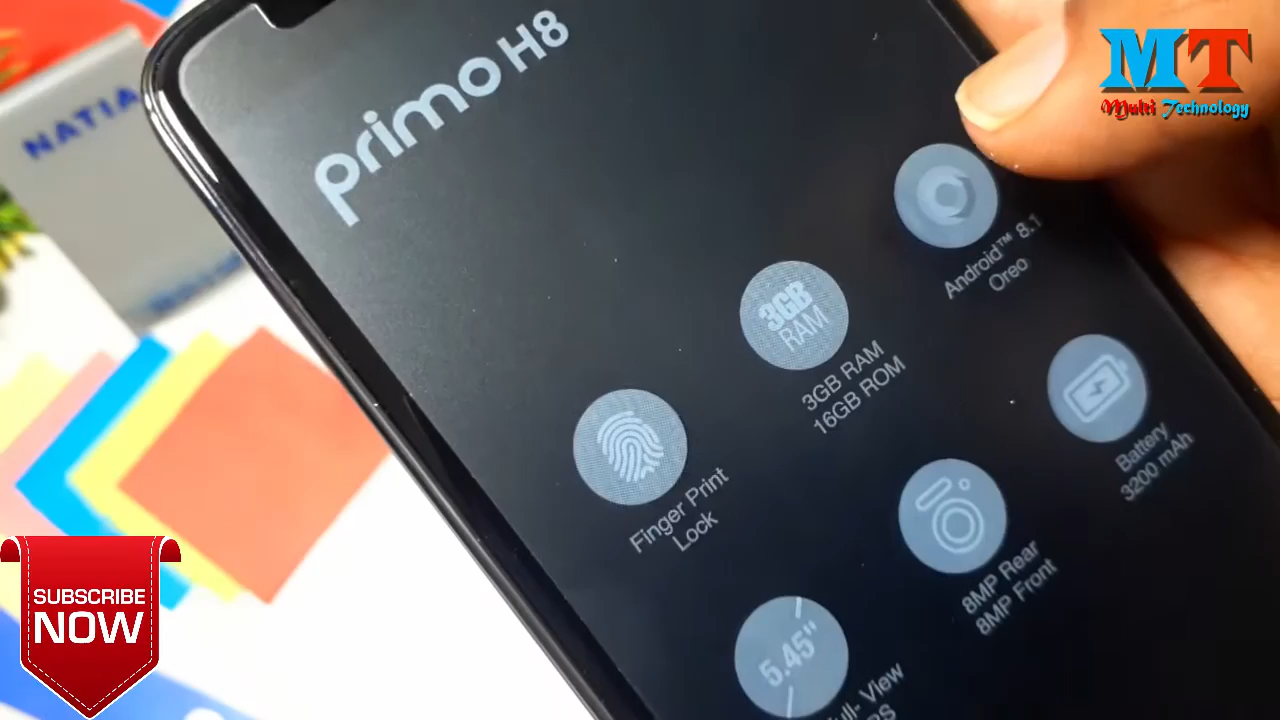 primo H8
MT
Multi Technology
NATIA
Android™ 8.1
Oreo
3GB
RAM
3GB RAM
16GB ROM
Battery
3200 mAh
Finger Print
Lock
8MP Rear
8MP Front
5.45"
View
SUBSCRIBE
NOW